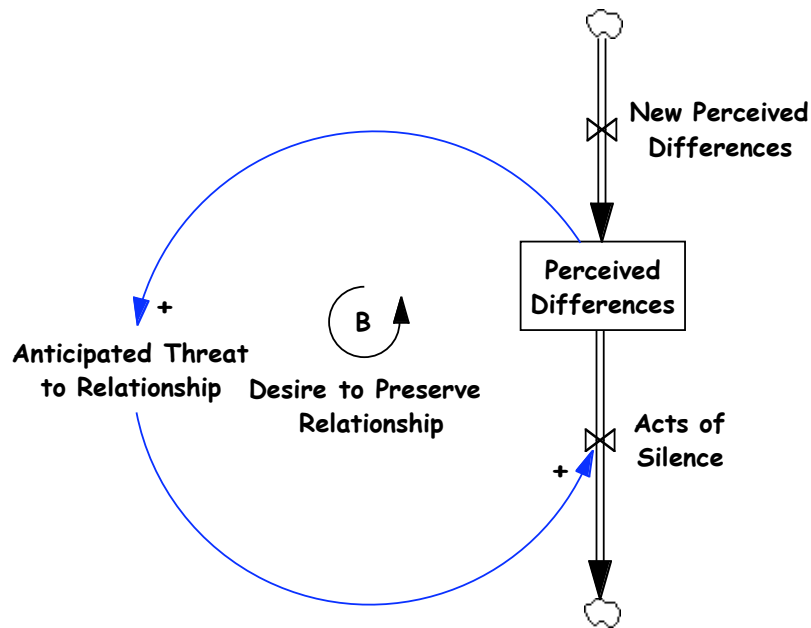 New Perceived
Differences
Perceived
Differences
+
B
Anticipated Threat
to Relationship
Desire to Preserve
Relationship
Acts of
Silence
+